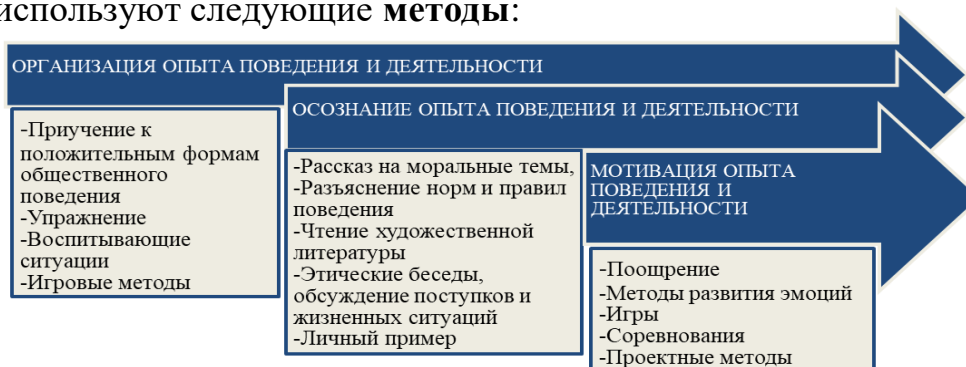 используют следующие методы:
ОРГАНИЗАЦИЯ ОПЫТА ПОВЕДЕНИЯ И ДЕЯТЕЛЬНОСТИ
-Приучение к
положительным формам
общественного
поведения
-Упражнение
-Воспитывающие
ситуации
-Игровые методы
ОСОЗНАНИЕ ОПЫТА ПОВЕДЕНИЯ И ДЕЯТЕЛЬНОСТИ
-Рассказ на моральные темы,
-Разъяснение норм и правил
поведения
-Чтение художественной
литературы
-Этические беседы,
обсуждение поступков и
жизненных ситуаций
-Личный пример
МОТИВАЦИЯ ОПЫТА
ПОВЕДЕНИЯ И
ДЕЯТЕЛЬНОСТИ
-Поощрение
-Методы развития эмоций
-Игры
-Соревнования
-Проектные методы